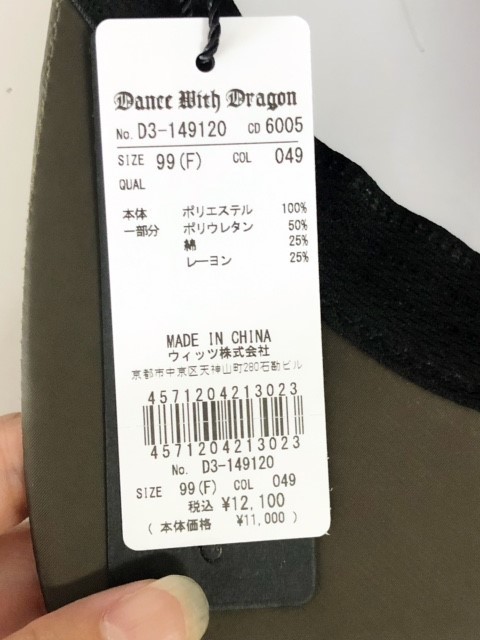 Dance With Dragon
No. D3-149120 CD 6005
SIZE 99(F) COL 049
QUAL
本体 ポリエステル 100%
一部分 ポリウレタン 50%
綿 25%
レーヨン 25%
MADE IN CHINA
ウィッツ株式会社
京都市中京区天神山町280石勘ビル
4571204213023
4571204213023
No. D3-149120
SIZE 99(F) COL 049
税込 ¥12,100
( 本体価格 ¥11,000 )